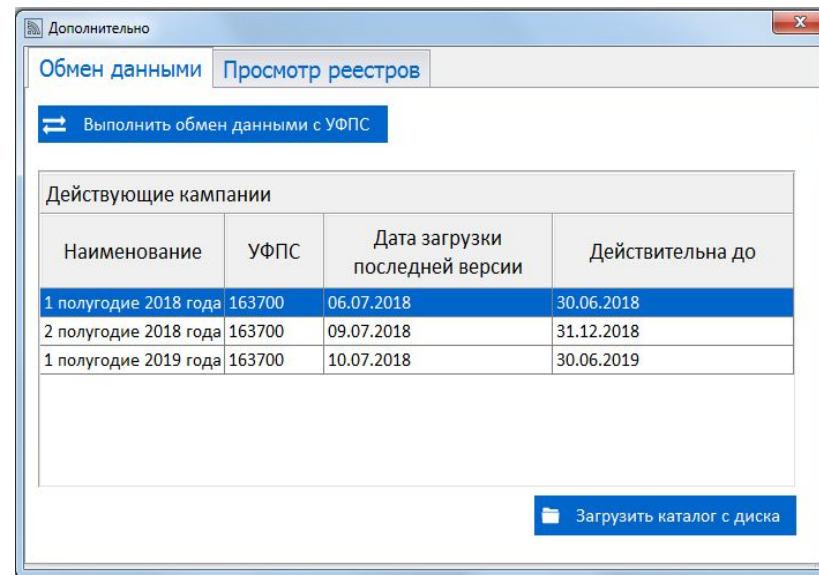 Дополнительно
Обмен данными Просмотр реестров
Выполнить обмен данными с УФПС
Действующие кампании
Наименование УФПС Дата загрузки последней версии Действительна до
1 полугодие 2018 года 163700 06.07.2018 30.06.2018
2 полугодие 2018 года 163700 09.07.2018 31.12.2018
1 полугодие 2019 года 163700 10.07.2018 30.06.2019
Загрузить каталог с диска